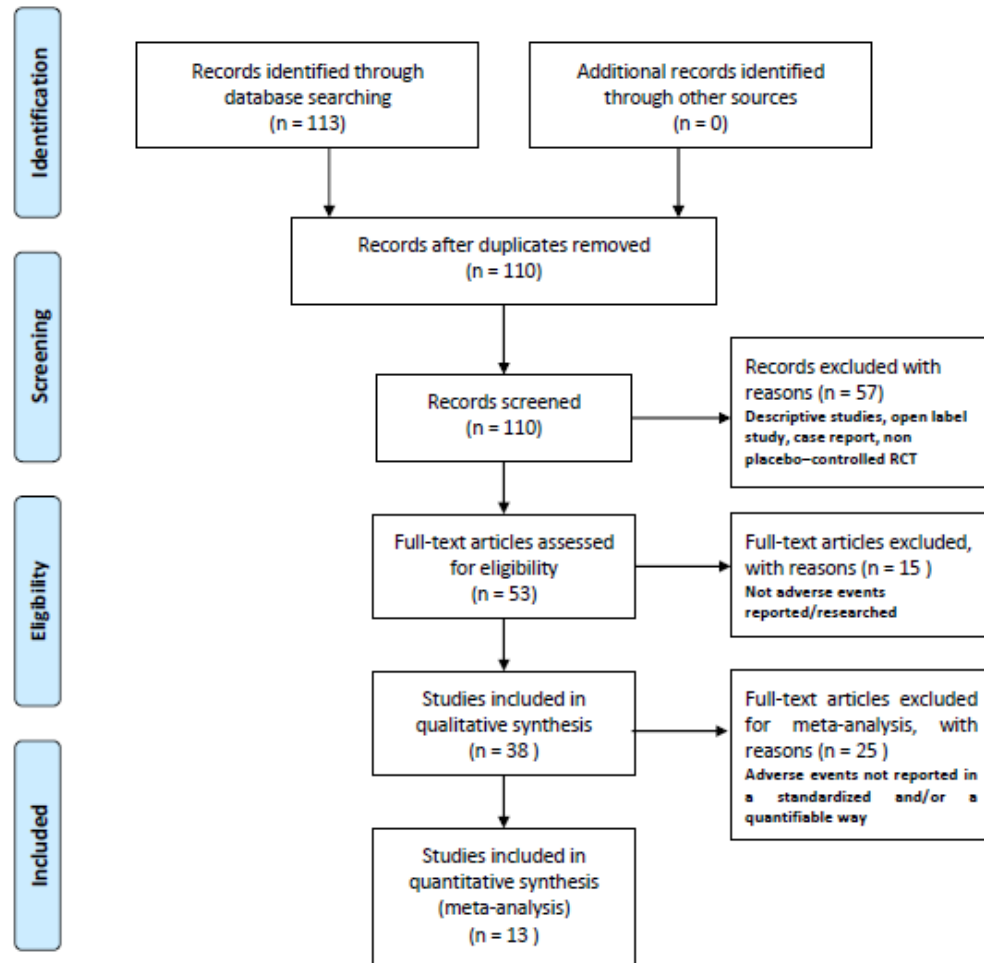 Identification
Records identified through
database searching
(n = 113)
Additional records identified
through other sources
(n = 0)
Records after duplicates removed
(n = 110)
Screening
Records screened
(n = 110)
Records excluded with
reasons (n = 57)
Descriptive studies, open label
study, case report, non
placebo–controlled RCT
Eligibility
Full-text articles assessed
for eligibility
(n = 53)
Full-text articles excluded,
with reasons (n = 15 )
Not adverse events
reported/researched
Studies included in
qualitative synthesis
(n = 38 )
Full-text articles excluded
for meta-analysis, with
reasons (n = 25 )
Adverse events not reported in
a standardized and/or a
quantifiable way
Included
Studies included in
quantitative synthesis
(meta-analysis)
(n = 13 )